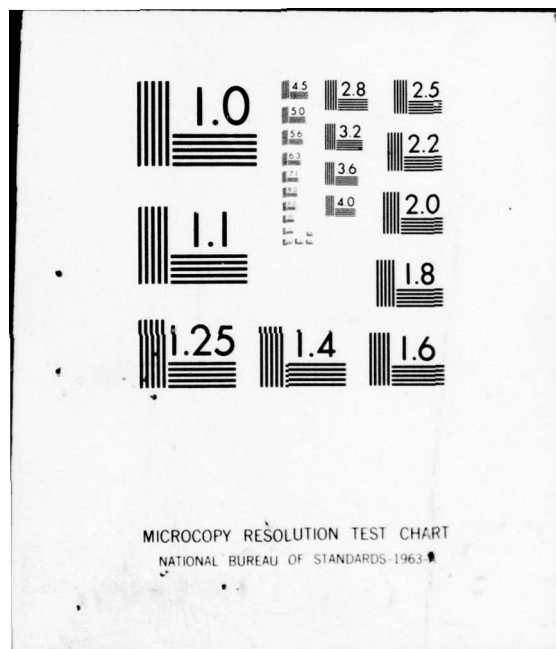 1.0
4.5 2.8 2.5
5.0
5.6 3.2 2.2
6.3
3.6
4.0 2.0
1.1
1.8
1.25 1.4 1.6
MICROCOPY RESOLUTION TEST CHART
NATIONAL BUREAU OF STANDARDS-1963-A